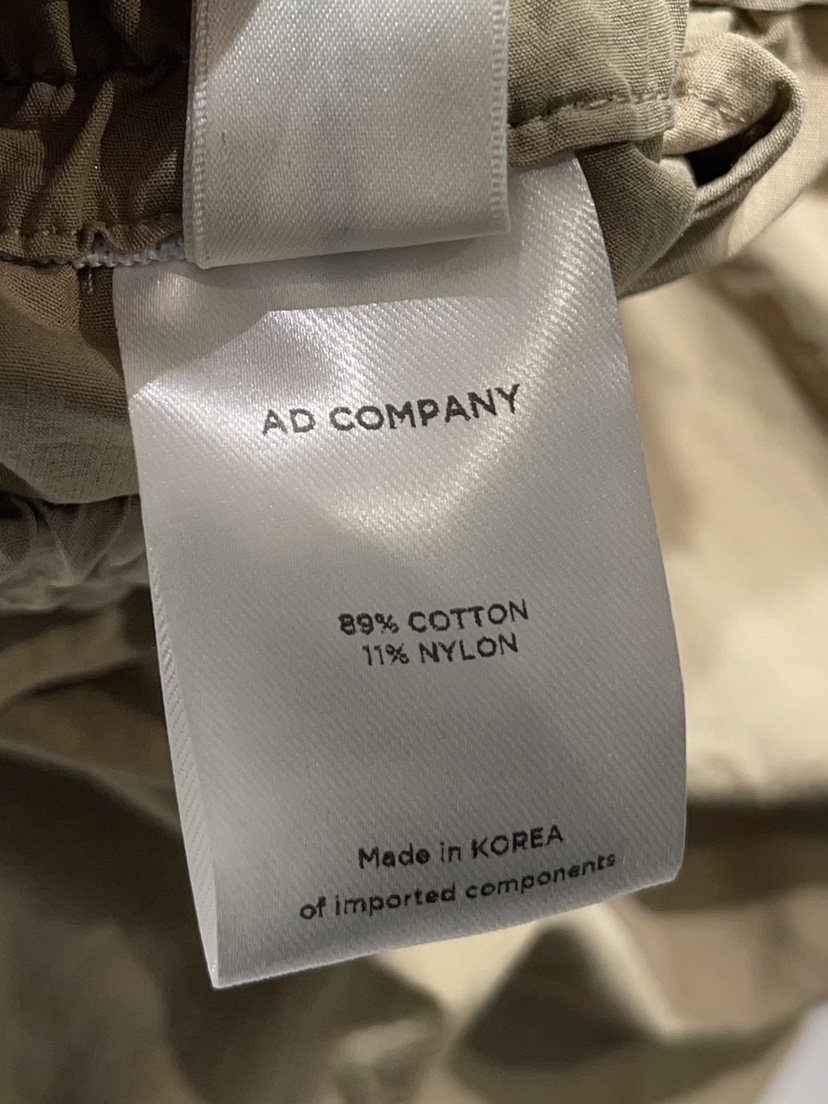 AD COMPANY
89% COTTON
11% NYLON
Made in KOREA
of imported components